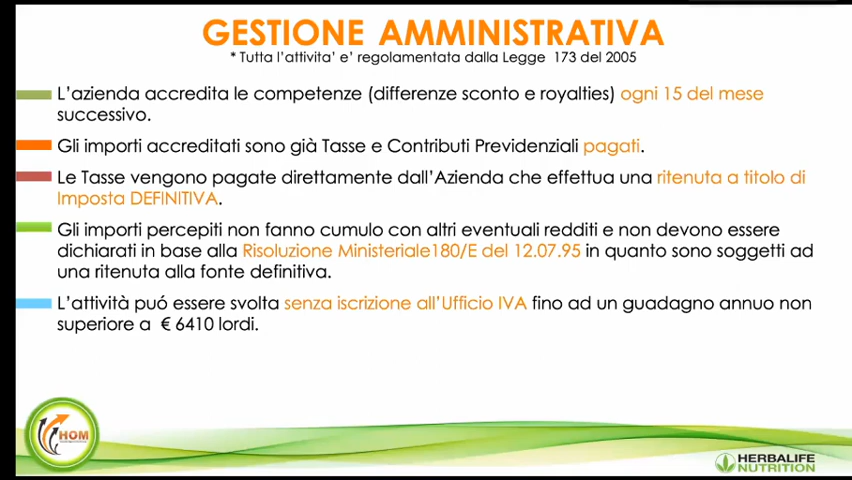 GESTIONE AMMINISTRATIVA
* Tutta l'attivita' e' regolamentata dalla Legge 173 del 2005
L'azienda accredita le competenze (differenze sconto e royalties) ogni 15 del mese
successivo.
Gli importi accreditati sono già Tasse e Contributi Previdenziali pagati.
Le Tasse vengono pagate direttamente dall'Azienda che effettua una ritenuta a titolo di
Imposta DEFINITIVA.
Gli importi percepiti non fanno cumulo con altri eventuali redditi e non devono essere
dichiarati in base alla Risoluzione Ministeriale180/E del 12.07.95 in quanto sono soggetti ad
una ritenuta alla fonte definitiva.
L'attività puó essere svolta senza iscrizione all'Ufficio IVA fino ad un guadagno annuo non
superiore a € 6410 lordi.
HOM
HERBALIFE
NUTRITION